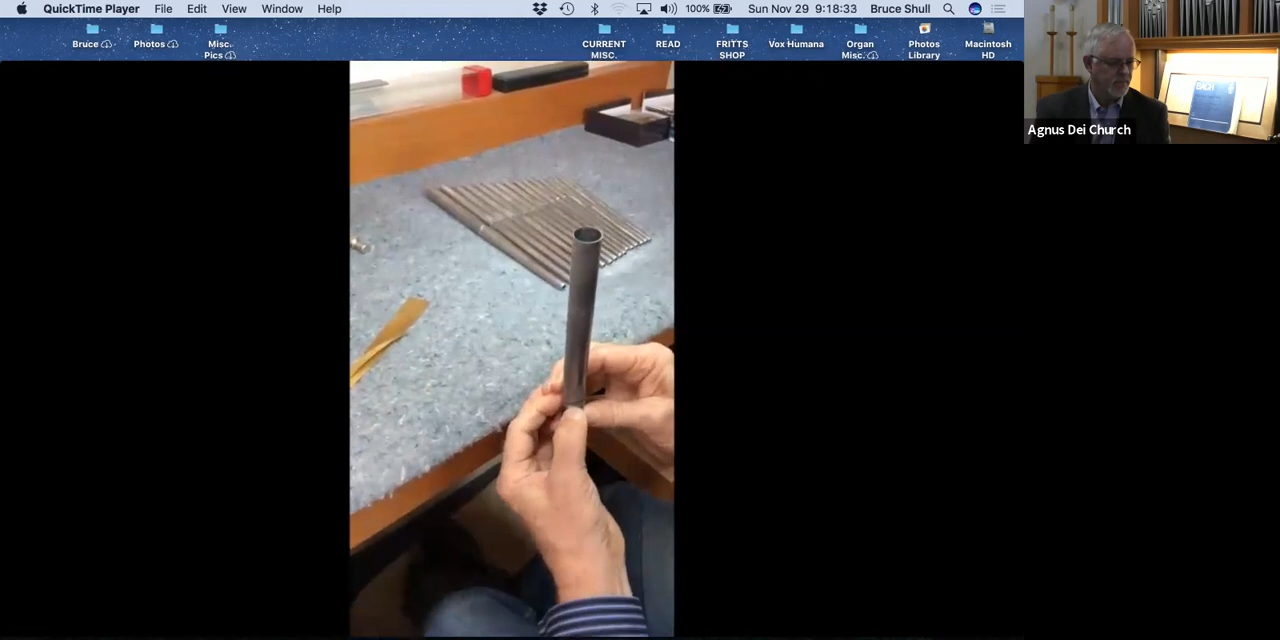 QuickTime Player File Edit View Window Help 100% Sun Nov 29 9:18:33 Bruce Shull
Bruce Photos Misc. Pics CURRENT MISC. READ FRITTS SHOP Vox Humana Organ Misc. Photos Library Macintosh HD
BACH
Agnus Dei Church